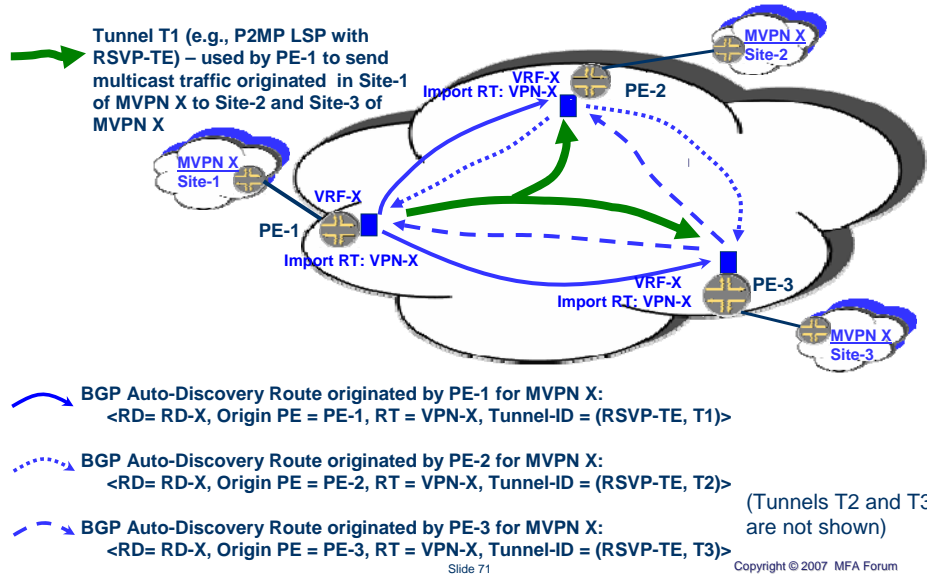 Tunnel T1 (e.g., P2MP LSP with
RSVP-TE) – used by PE-1 to send
multicast traffic originated in Site-1
of MVPN X to Site-2 and Site-3 of
MVPN X
MVPN X
Site-2
VRF-X
Import RT: VPN-X
PE-2
MVPN X
Site-1
VRF-X
PE-1
Import RT: VPN-X
VRF-X
PE-3
Import RT: VPN-X
MVPN X
Site-3
BGP Auto-Discovery Route originated by PE-1 for MVPN X:
<RD= RD-X, Origin PE = PE-1, RT = VPN-X, Tunnel-ID = (RSVP-TE, T1)>
BGP Auto-Discovery Route originated by PE-2 for MVPN X:
<RD= RD-X, Origin PE = PE-2, RT = VPN-X, Tunnel-ID = (RSVP-TE, T2)>
(Tunnels T2 and T3
are not shown)
BGP Auto-Discovery Route originated by PE-3 for MVPN X:
<RD= RD-X, Origin PE = PE-3, RT = VPN-X, Tunnel-ID = (RSVP-TE, T3)>
Slide 71
Copyright © 2007 MFA Forum